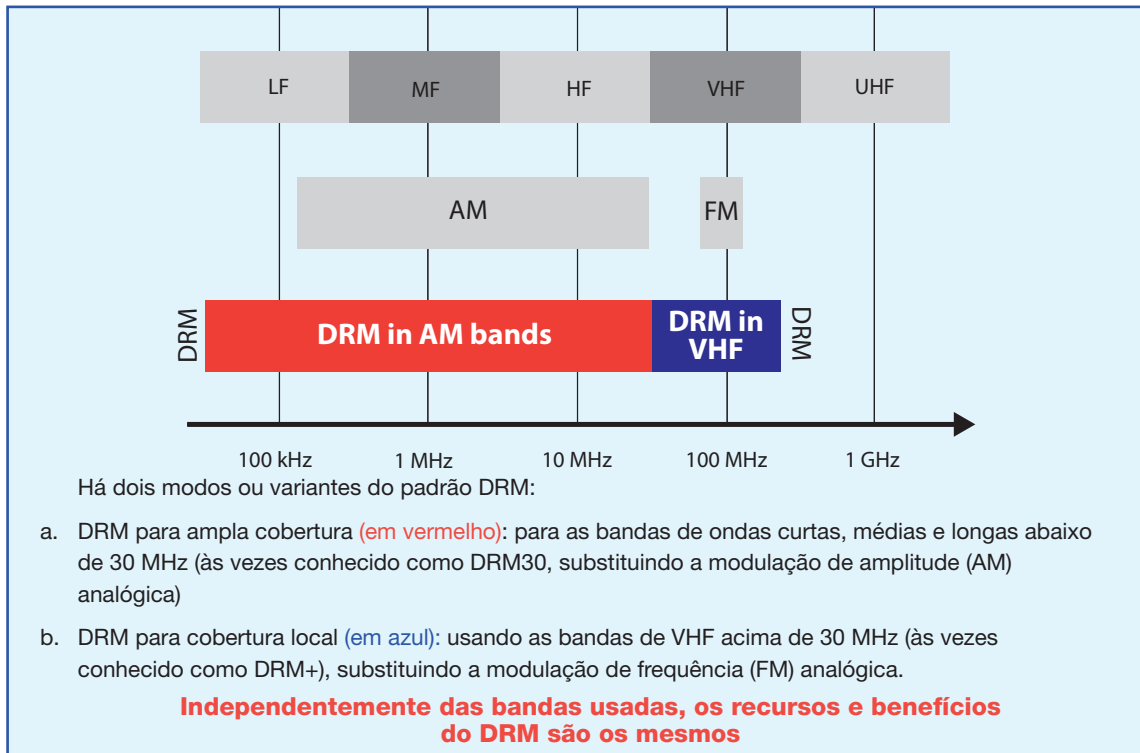 LF MF HF VHF UHF
AM FM
DRM DRM in AM bands DRM in
VHF DRM
100 kHz 1 MHz 10 MHz 100 MHz 1 GHz
Há dois modos ou variantes do padrão DRM:
a. DRM para ampla cobertura (em vermelho): para as bandas de ondas curtas, médias e longas abaixo
de 30 MHz (às vezes conhecido como DRM30, substituindo a modulação de amplitude (AM)
analógica)
b. DRM para cobertura local (em azul): usando as bandas de VHF acima de 30 MHz (às vezes
conhecido como DRM+), substituindo a modulação de frequência (FM) analógica.
Independentemente das bandas usadas, os recursos e benefícios
do DRM são os mesmos